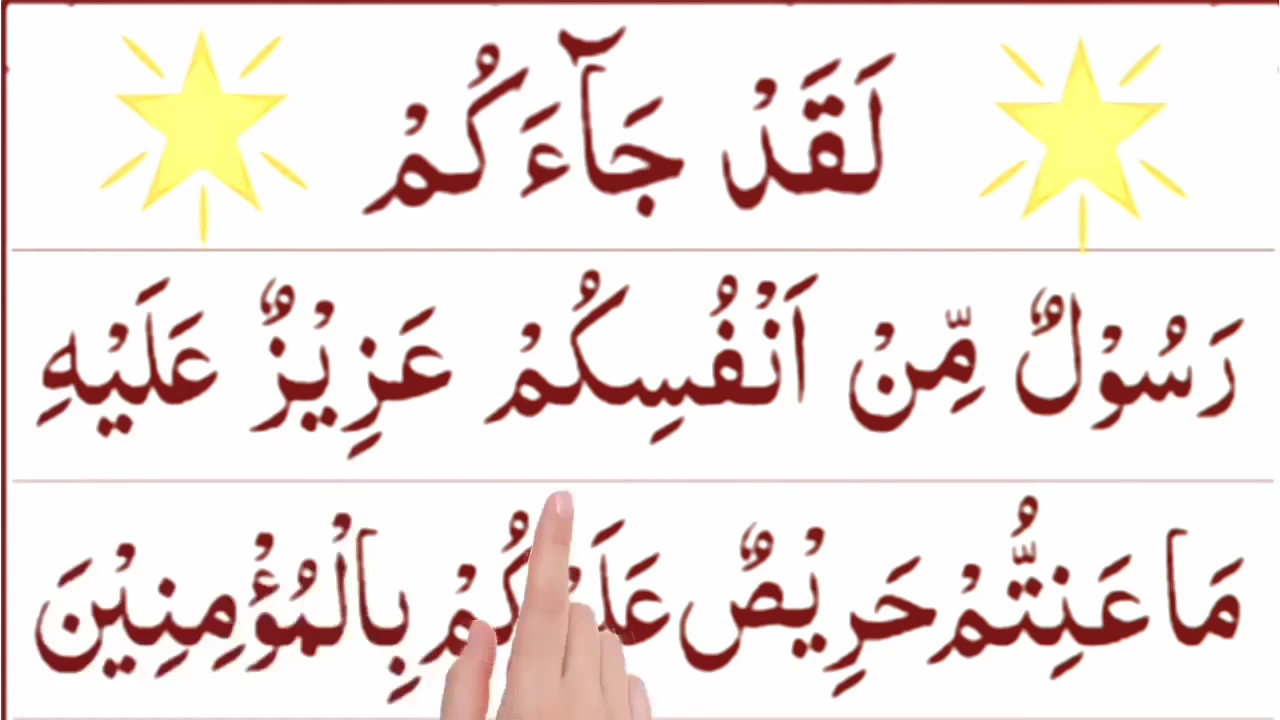 لَقَدْ جَآءَكُمْ
رَسُوْلٌ مِّنْ اَنْفُسِكُمْ عَزِيْزٌ عَلَيْهِ
مَا عَنِتُّمْ حَرِيْصٌ عَلَيْكُمْ بِالْمُؤْمِنِيْنَ